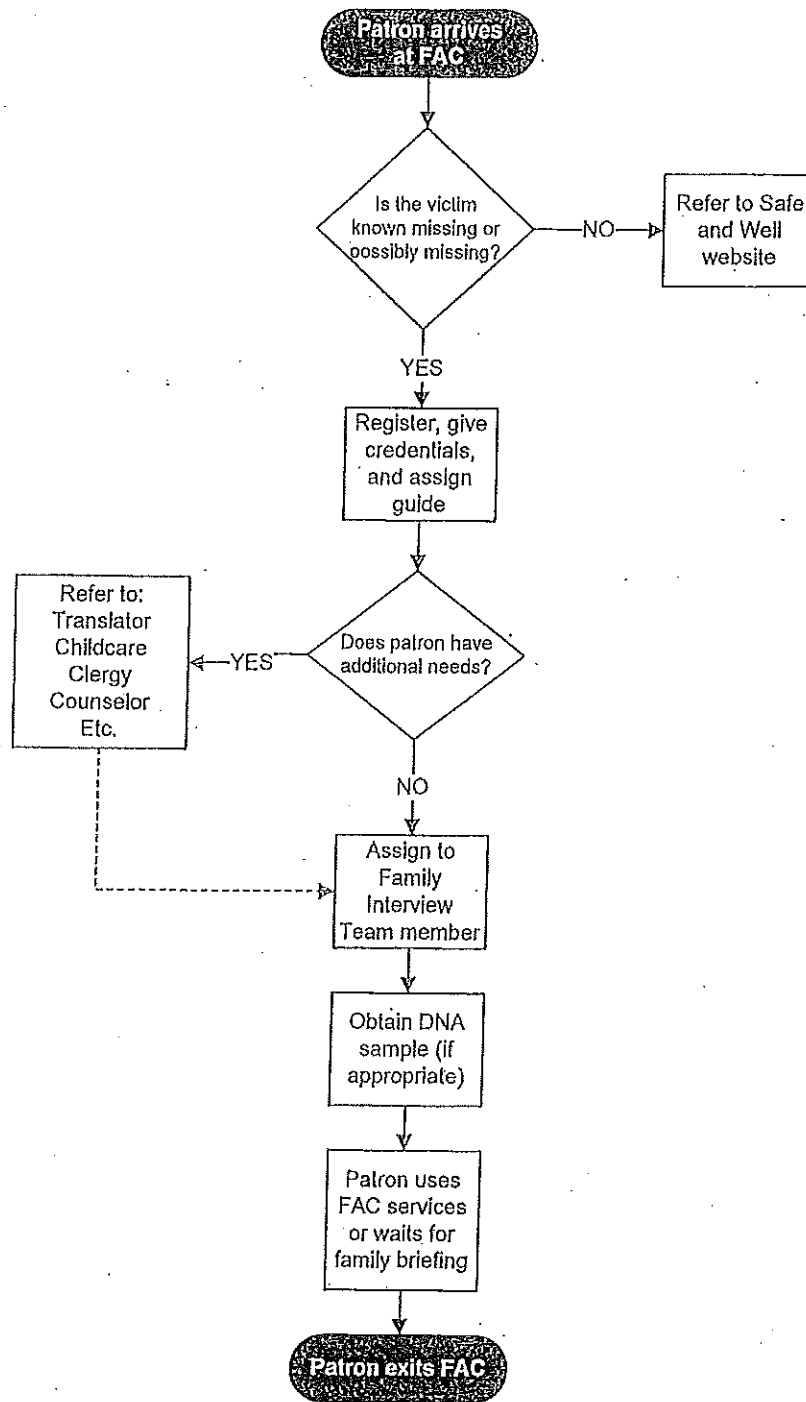 Patron arrives
at FAC
Is the victim
known missing or
possibly missing?
NO
Refer to Safe
and Well
website
YES
Register, give
credentials,
and assign
guide
Does patron have
additional needs?
YES
Refer to:
Translator
Childcare
Clergy
Counselor
Etc.
NO
Assign to
Family
Interview
Team member
Obtain DNA
sample (if
appropriate)
Patron uses
FAC services
or waits for
family briefing
Patron exits FAC